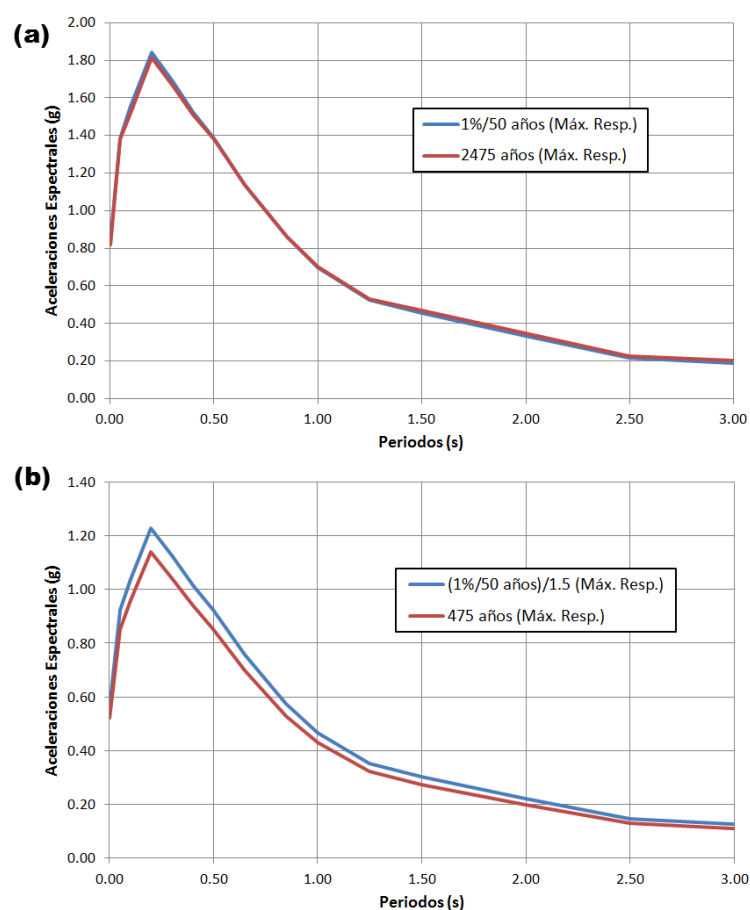 (a)
2.00
1.80
1.60
1.40
1.20
1.00
0.80
0.60
0.40
0.20
0.00
Aceleraciones Espectrales (g)
1%/50 años (Máx. Resp.)
2475 años (Máx. Resp.)
0.00 0.50 1.00 1.50 2.00 2.50 3.00
Periodos (s)
(b)
1.40
1.20
1.00
0.80
0.60
0.40
0.20
0.00
Aceleraciones Espectrales (g)
(1%/50 años)/1.5 (Máx. Resp.)
475 años (Máx. Resp.)
0.00 0.50 1.00 1.50 2.00 2.50 3.00
Periodos (s)